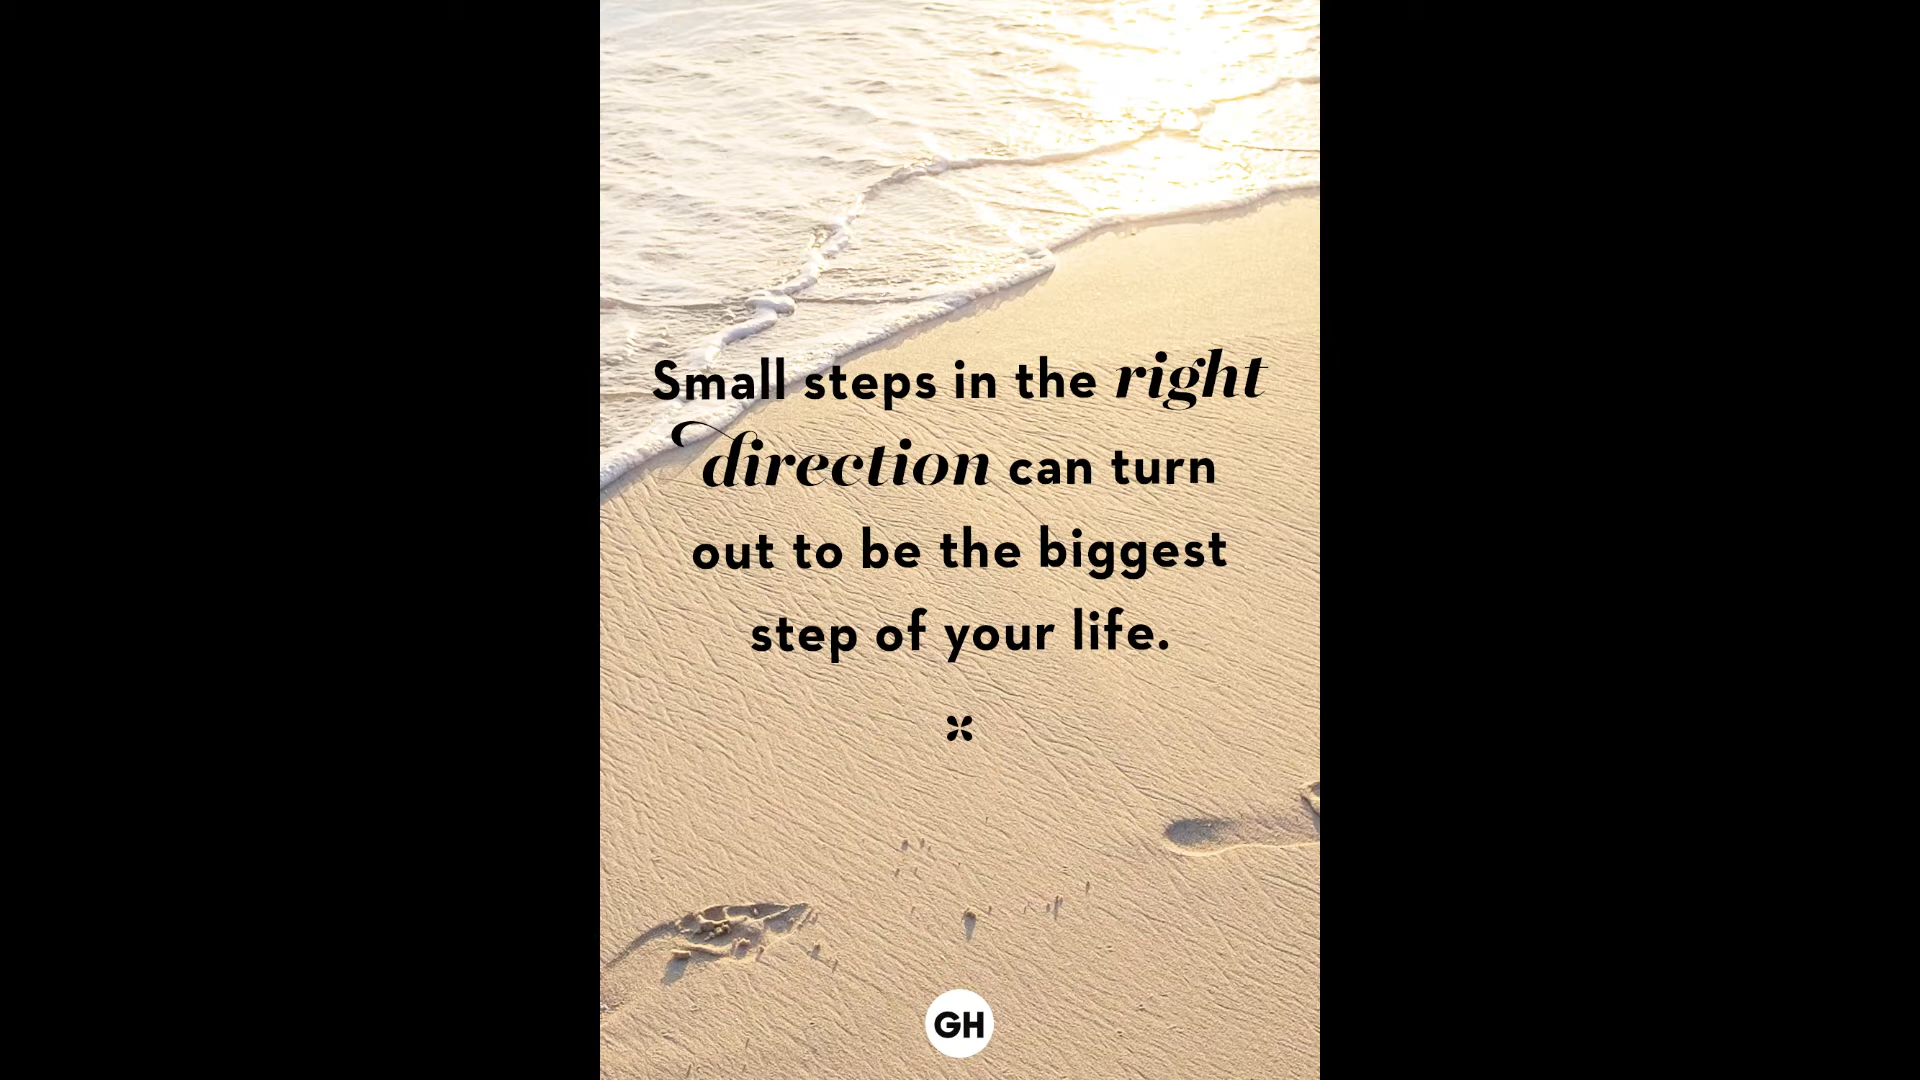 Small steps in the right
direction can turn
out to be the biggest
step of your life.
GH